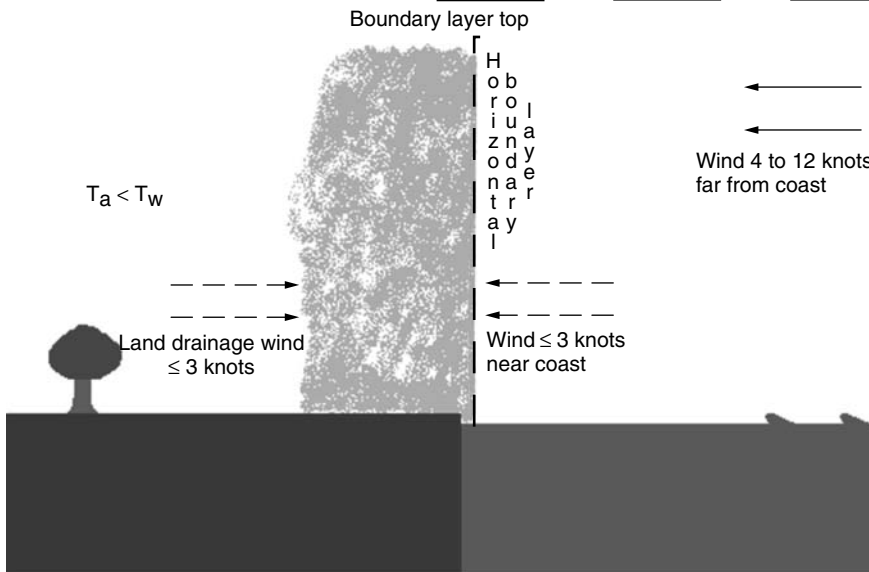 Boundary layer top
Horizontal
boundary
layer
Wind 4 to 12 knots
far from coast
Ta < Tw
Land drainage wind
≤ 3 knots
Wind ≤ 3 knots
near coast